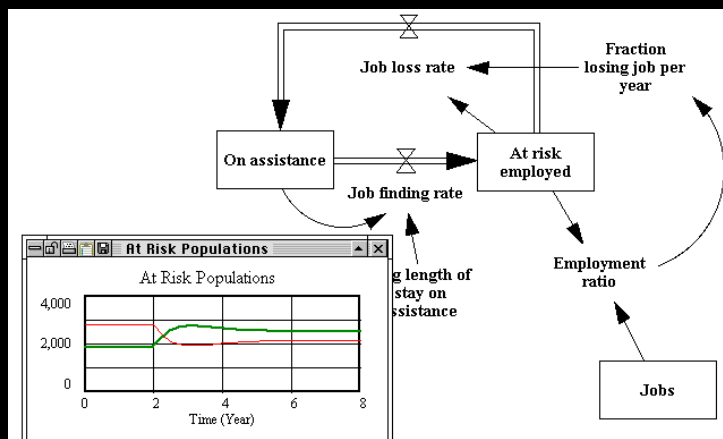 Fraction
losing job per
year
Job loss rate
On assistance
At risk
employed
Job finding rate
g length of
stay on
ssistance
Employment
ratio
Jobs
At Risk Populations
At Risk Populations
4,000
2,000
0
0 2 4 6 8
Time (Year)